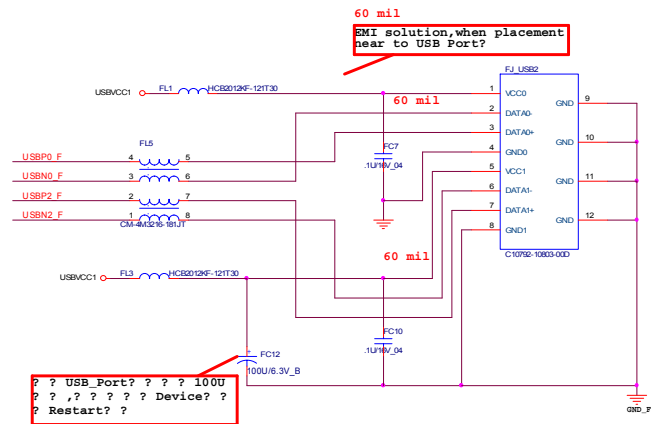 60 mil
EMI solution,when placement
near to USB Port?
FJ_USB2
USBVCC1
FL1
HCB2012KF-121T30
1
VCC0
GND
9
60 mil
2
DATA0-
3
DATA0+
GND
10
USBP0_F
4
FL5
5
4
GND0
USBN0_F
3
6
FC7
.1U/16V_04
5
VCC1
GND
11
USBP2_F
2
7
6
DATA1-
USBN2_F
1
8
7
DATA1+
GND
12
CM-4M3216-181JT
8
GND1
60 mil
C10792-10803-00D
USBVCC1
FL3
HCB2012KF-121T30
FC10
.1U/16V_04
FC12
100U/6.3V_B
+
? ? USB_Port? ? ? ? 100U
? ? ,? ? ? ? ? Device? ?
? Restart? ?
GND_F